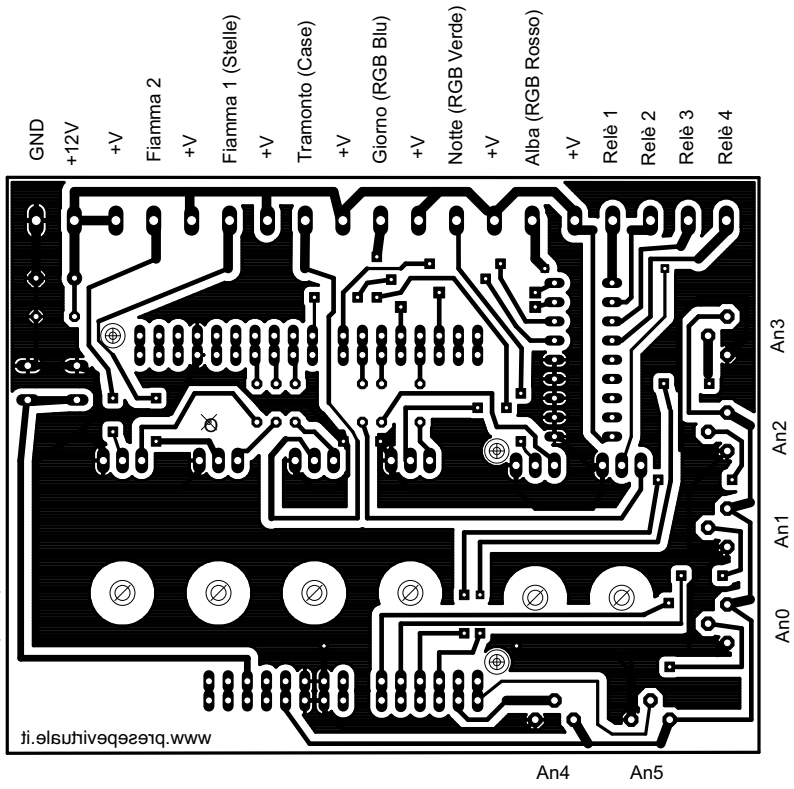 GND
+12V
+V
Fiamma 2
+V
Fiamma 1 (Stelle)
+V
Tramonto (Case)
+V
Giorno (RGB Blu)
+V
Notte (RGB Verde)
+V
Alba (RGB Rosso)
+V
Relè 1
Relè 2
Relè 3
Relè 4
An3
An2
An1
An0
www.presepevirtuale.it
An4
An5